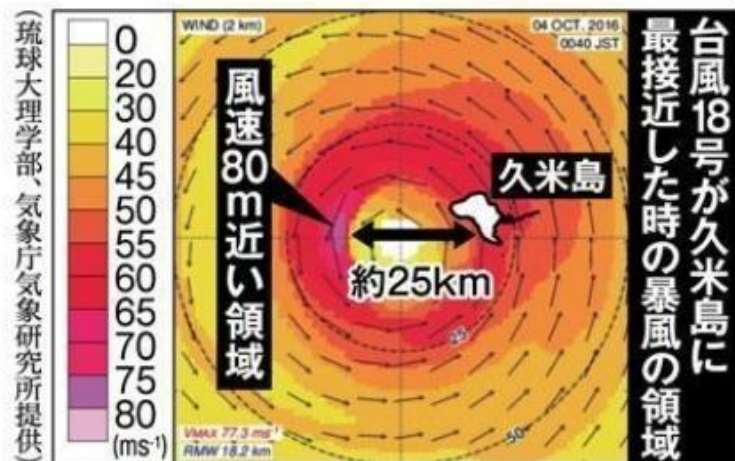 台風18号が久米島に
最接近した時の暴風の領域
WIND (2 km)
04 OCT. 2016
0040 JST
0
20
30
40
45
50
55
60
65
70
75
80
(ms⁻¹)
風速80m近い領域
久米島
約25km
25
50
VMAX 77.3 ms⁻¹
RMW 18.2 km
(琉球大理学部、気象庁気象研究所提供)